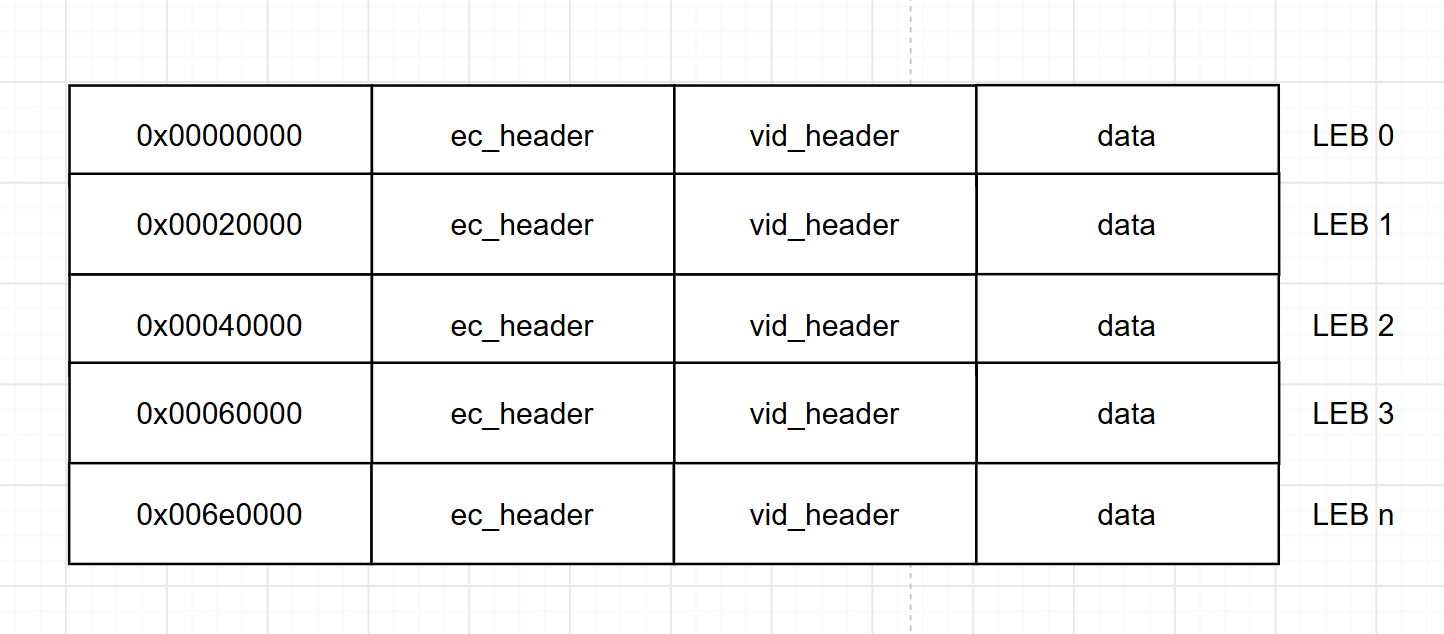 0x00000000 ec_header vid_header data LEB 0
0x00020000 ec_header vid_header data LEB 1
0x00040000 ec_header vid_header data LEB 2
0x00060000 ec_header vid_header data LEB 3
0x006e0000 ec_header vid_header data LEB n